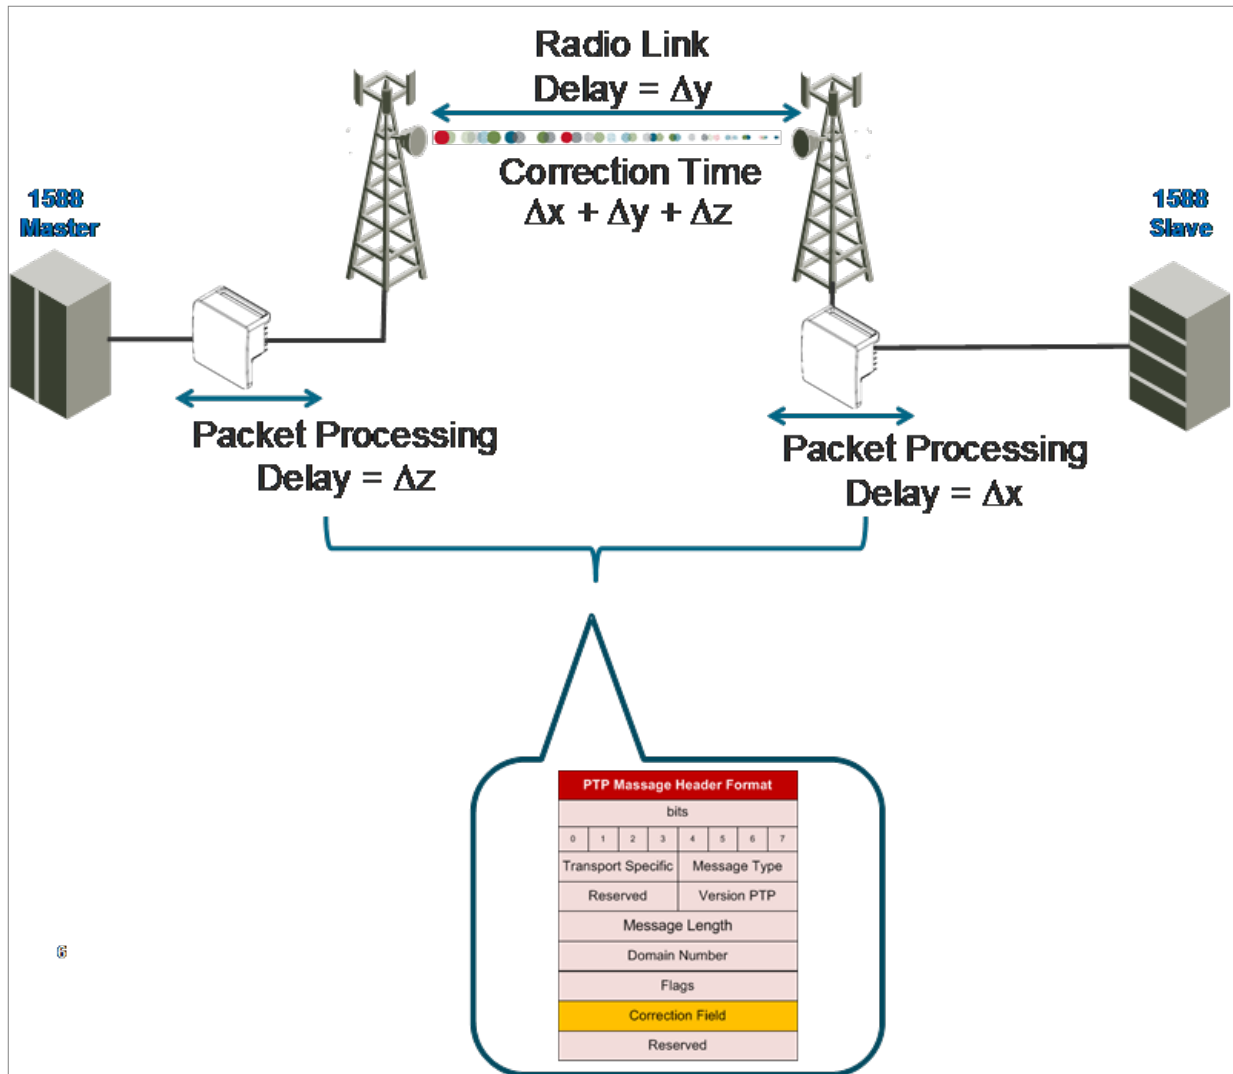 Radio Link
Delay = Δy
Correction Time
Δx + Δy + Δz
1588
Master
1588
Slave
Packet Processing
Delay = Δz
Packet Processing
Delay = Δx
PTP Massage Header Format
bits
0 1 2 3 4 5 6 7
Transport Specific Message Type
Reserved Version PTP
Message Length
Domain Number
Flags
Correction Field
Reserved
6